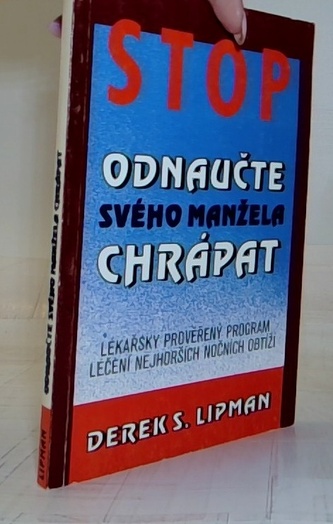 STOP
ODNAUČTE
SVÉHO MANŽELA
CHRÁPAT
LÉKAŘSKY PROVĚŘENÝ PROGRAM
LÉČENÍ NEJHORŠÍCH NOČNÍCH OBTÍŽÍ
DEREK S. LIPMAN
LIPMAN ODNAUČTE SVÉHO MANŽELA CHRÁPAT